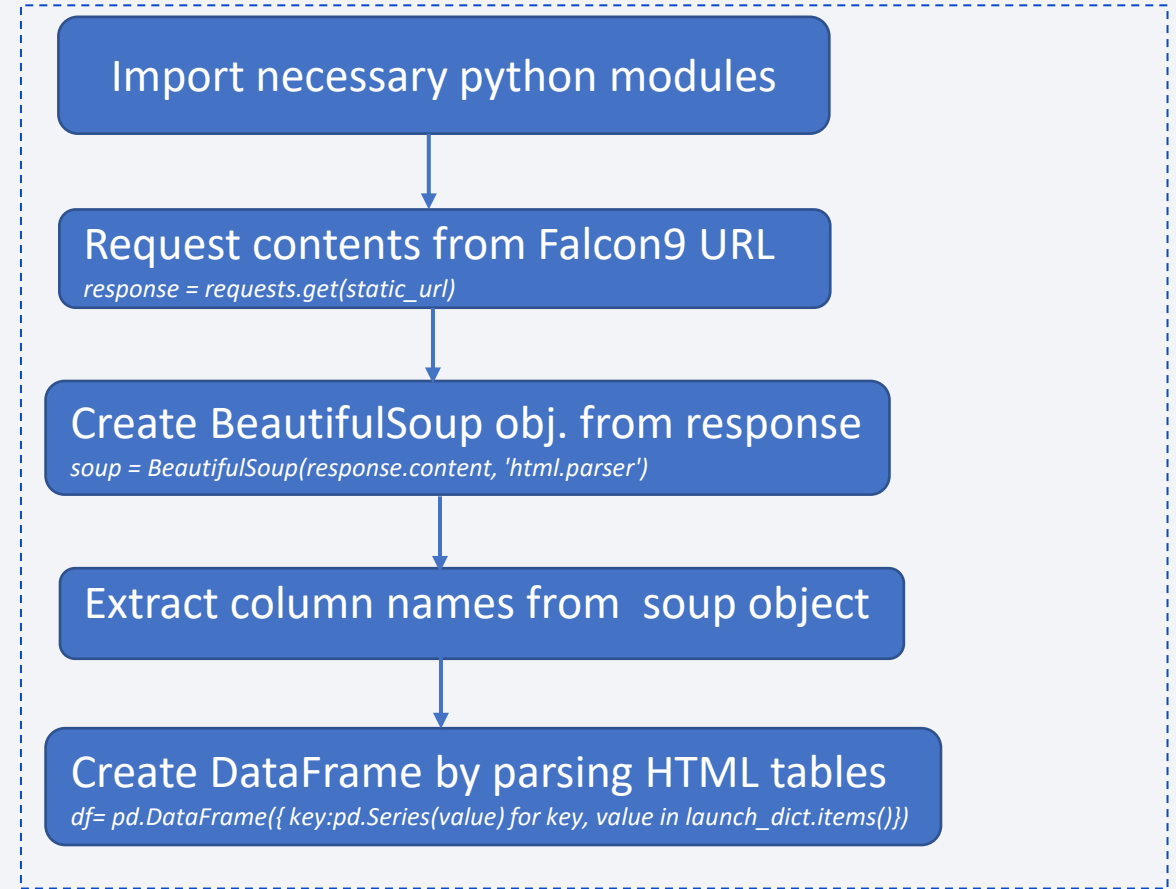 Import necessary python modules
Request contents from Falcon9 URL
response = requests.get(static_url)
Create BeautifulSoup obj. from response
soup = BeautifulSoup(response.content, 'html.parser')
Extract column names from  soup object
Create DataFrame by parsing HTML tables
df= pd.DataFrame({ key:pd.Series(value) for key, value in launch_dict.items()})